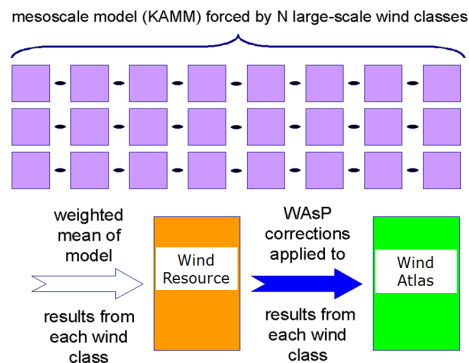 mesoscale model (KAMM) forced by N large-scale wind classes
weighted
mean of
model
results from
each wind
class
Wind
Resource
WAsP
corrections
applied to
results from
each wind
class
Wind
Atlas